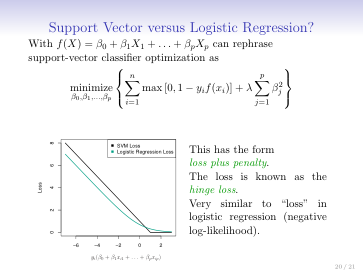 Support Vector versus Logistic Regression?
With f(X) = β₀ + β₁X₁ + . . . + βₚXₚ can rephrase
support-vector classifier optimization as
minimize β₀,β₁,...,βₚ { ∑ⁿᵢ₌₁ max [0, 1 − yᵢf(xᵢ)] + λ ∑ᵖⱼ₌₁ βⱼ² }
SVM Loss
Logistic Regression Loss
Loss
0 2 4 6 8
−6 −4 −2 0 2
yᵢ(β₀ + β₁xᵢ₁ + . . . + βₚxᵢₚ)
This has the form
loss plus penalty.
The loss is known as the
hinge loss.
Very similar to “loss” in
logistic regression (negative
log-likelihood).
20 / 21